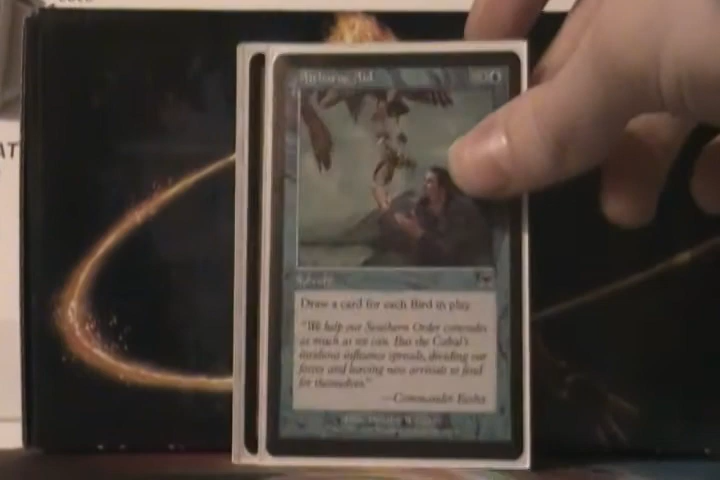 AT
Airborne Aid
Draw a card for each Bird in play.
"We help our Southern Order comrades
as much as we can. But the Cabal's
insidious influence spreads, dividing our
forces and leaving new arrivals to fend
for themselves."
—Commander Eesha